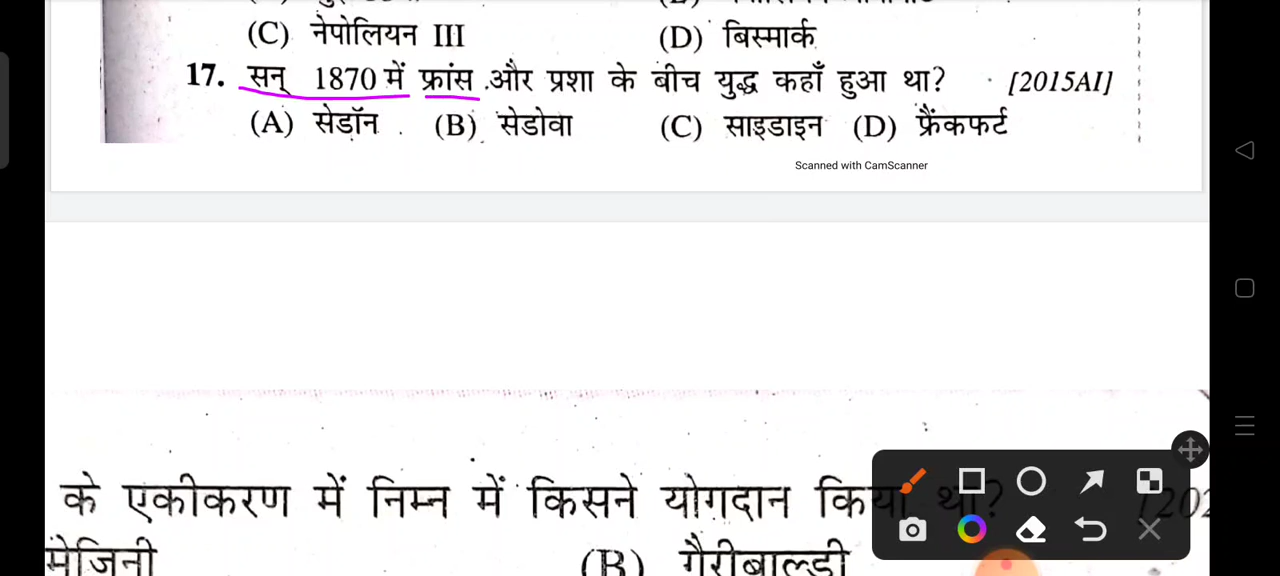 (C) नेपोलियन III (D) बिस्मार्क
17. सन् 1870 में फ्रांस और प्रशा के बीच युद्ध कहाँ हुआ था? [2015AI]
(A) सेडॉन (B) सेडोवा (C) साइडाइन (D) फ्रैंकफर्ट
Scanned with CamScanner
के एकीकरण में निम्न में किसने योगदान किया था?
मेजिनी (B) गैरीबाल्डी